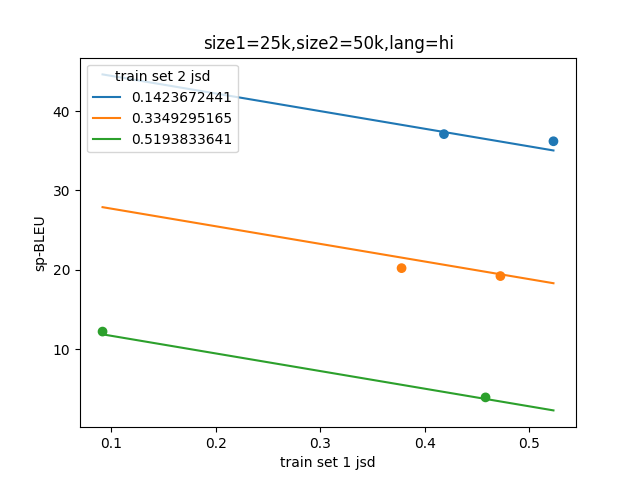 size1=25k,size2=50k,lang=hi
train set 2 jsd
0.1423672441
0.3349295165
0.5193833641
sp-BLEU
40
30
20
10
0.1 0.2 0.3 0.4 0.5
train set 1 jsd